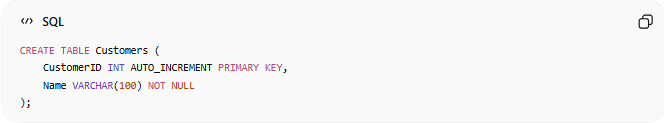 SQL
CREATE TABLE Customers (
    CustomerID INT AUTO_INCREMENT PRIMARY KEY,
    Name VARCHAR(100) NOT NULL
);